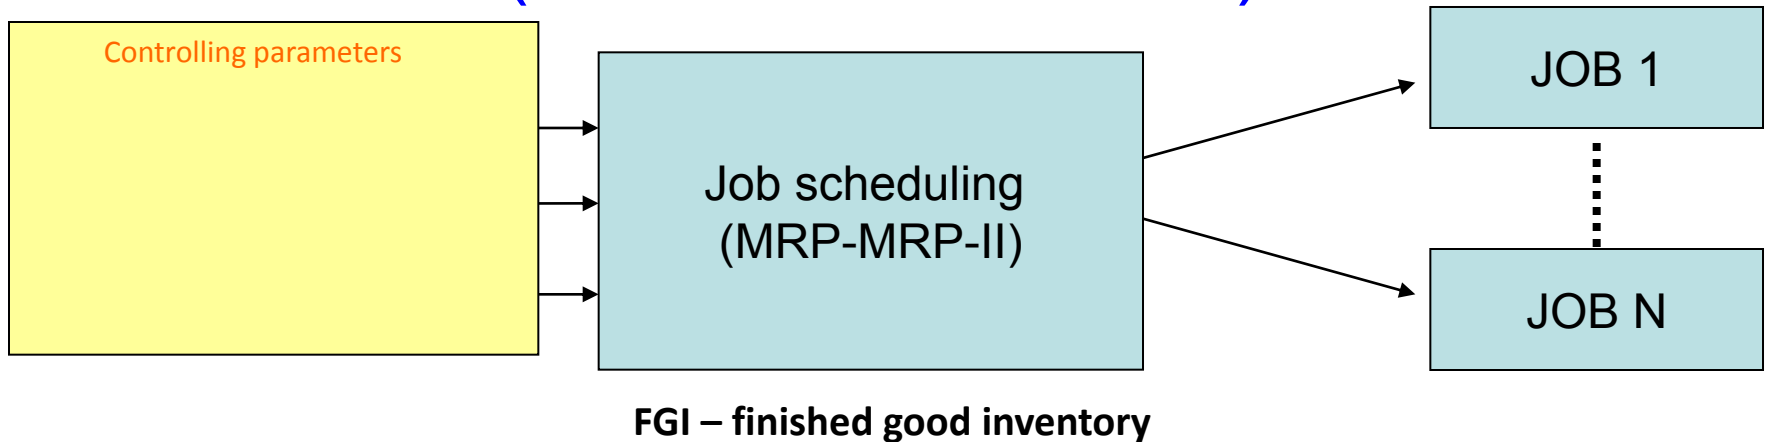 Controlling parameters
JOB 1
Job scheduling
(MRP-MRP-II)
JOB N
FGI – finished good inventory